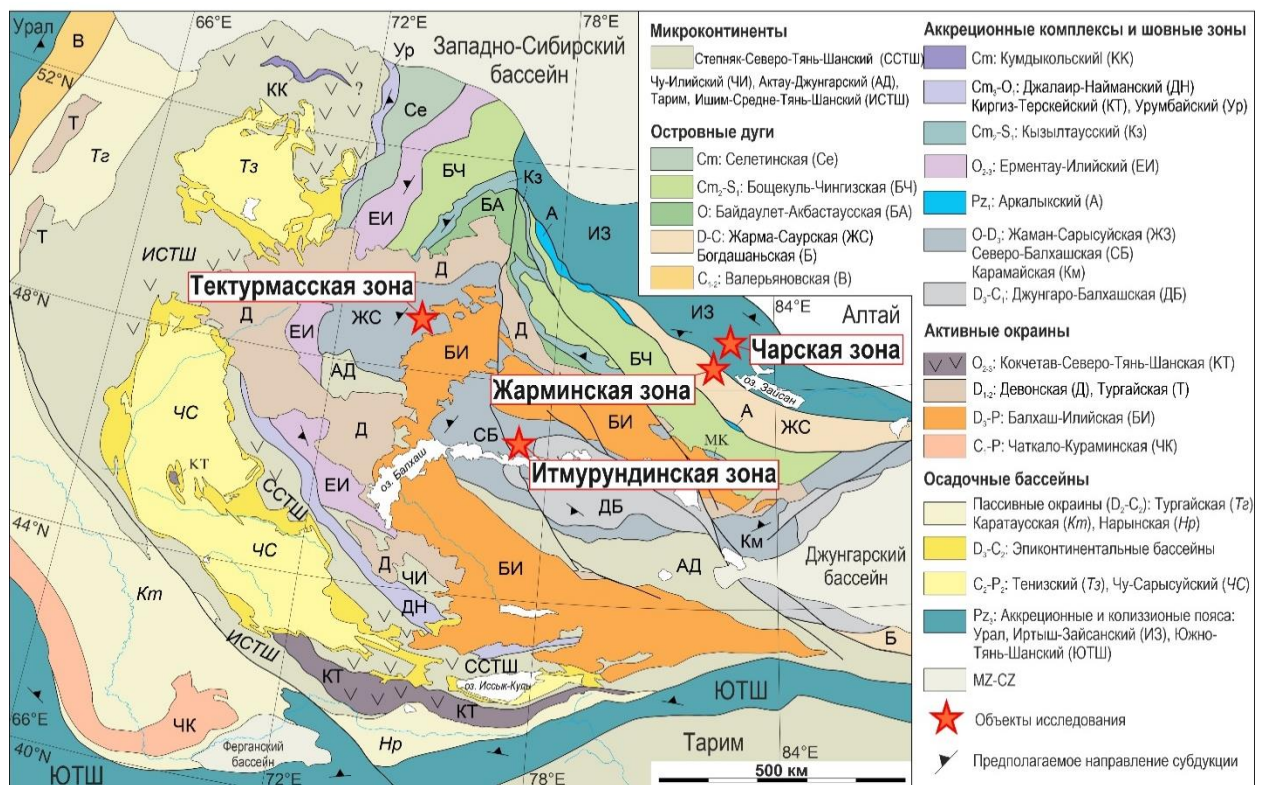 66°E
72°E
78°E
Урал
В
52°N
Ур
Западно-Сибирский
бассейн
КК
?
Се
Т
Тг
Тз
БЧ
Кз
ЕИ
БА
А
ИЗ
Т
ИСТШ
Д
48°N
Тектурмасская зона
84°E
Д
ЕИ
ЖС
Д
ИЗ
Алтай
БИ
Чарская зона
АД
БЧ
оз. Зайсан
Жарминская зона
ЧС
Д
СБ
БИ
А
ЖС
МК
оз. Балхаш
КТ
Итмурундинская зона
ССТШ
ЕИ
ДБ
Км
44°N
ЧС
Джунгарский
бассейн
Д
БИ
АД
ЧИ
Кт
ДН
ИСТШ
Б
ССТШ
КТ
оз. Иссык-Куль
ЮТШ
КТ
66°E
ЧК
Нр
40°N
Ферганский
бассейн
Тарим
84°E
ЮТШ
72°E
78°E
500 км
Микроконтиненты
Степняк-Северо-Тянь-Шанский (ССТШ)
Чу-Илийский (ЧИ), Актау-Джунгарский (АД),
Тарим, Ишим-Средне-Тянь-Шанский (ИСТШ)
Островные дуги
Cm: Селетинская (Се)
Cm₂-S₁: Бощекуль-Чингизская (БЧ)
O: Байдаулет-Акбастаусская (БА)
D-C: Жарма-Саурская (ЖС)
Богдашаньская (Б)
C₁₋₂: Валерьяновская (В)
Аккреционные комплексы и шовные зоны
Cm: Кумдыкольскиl (КК)
Cm₃-O₁: Джалаир-Найманский (ДН)
Киргиз-Терскейский (КТ), Урумбайский (Ур)
Cm₂-S₁: Кызылтаусский (Кз)
O₂₋₃: Ерментау-Илийский (ЕИ)
Pz₁: Аркалыкский (А)
O-D₃: Жаман-Сарысуйская (ЖЗ)
Северо-Балхашская (СБ)
Карамайская (Км)
D₃-C₁: Джунгаро-Балхашская (ДБ)
Активные окраины
O₂₋₃: Кокчетав-Северо-Тянь-Шанская (КТ)
D₁₋₂: Девонская (Д), Тургайская (Т)
D₃-P: Балхаш-Илийская (БИ)
C₁-P: Чаткало-Кураминская (ЧК)
Осадочные бассейны
Пассивные окраины (D₂-C₂): Тургайская (Тг)
Каратаусская (Кт), Нарынская (Нр)
D₃-C₂: Эпиконтинентальные бассейны
C₂-P₂: Тенизский (Тз), Чу-Сарысуйский (ЧС)
Pz₃: Аккреционные и колизионные пояса:
Урал, Иртыш-Зайсанский (ИЗ), Южно-
Тянь-Шанский (ЮТШ)
MZ-CZ
Объекты исследования
Предполагаемое направление субдукции